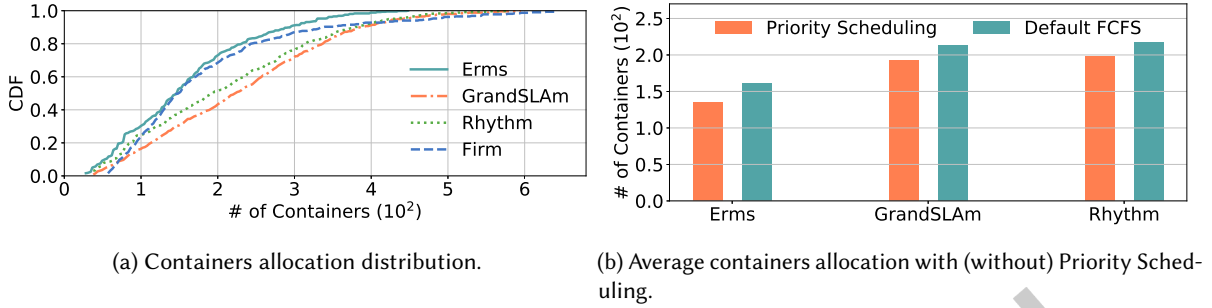 1.0
0.8
0.6
0.4
0.2
0.0
CDF
Erms
GrandSLAm
Rhythm
Firm
0 1 2 3 4 5 6
# of Containers (10²)
(a) Containers allocation distribution.
# of Containers (10²)
2.5
2.0
1.5
1.0
0.5
0.0
Priority Scheduling Default FCFS
Erms GrandSLAm Rhythm
(b) Average containers allocation with (without) Priority Sched-
uling.